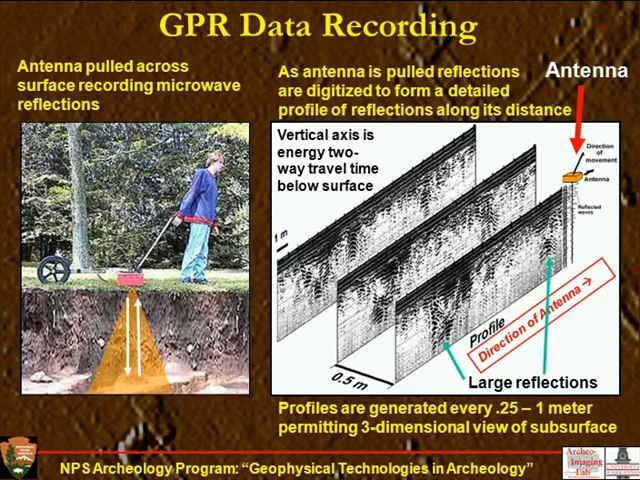 GPR Data Recording
Antenna pulled across
surface recording microwave
reflections
As antenna is pulled reflections
are digitized to form a detailed
profile of reflections along its distance
Antenna
Vertical axis is
energy two-
way travel time
below surface
Direction
of
movement
Antenna
Reflected
waves
1 m
Profile
Direction of Antenna →
0.5 m
Large reflections
Profiles are generated every .25 – 1 meter
permitting 3-dimensional view of subsurface
NPS Archeology Program: “Geophysical Technologies in Archeology”
Archeo-
Imaging
Lab